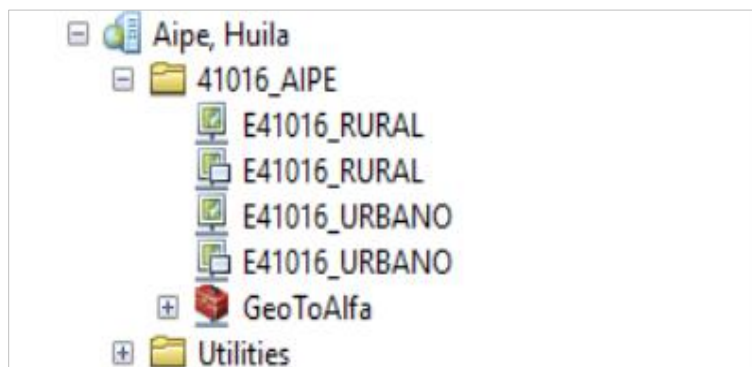 Aipe, Huila
41016_AIPE
E41016_RURAL
E41016_RURAL
E41016_URBANO
E41016_URBANO
GeoToAlfa
Utilities